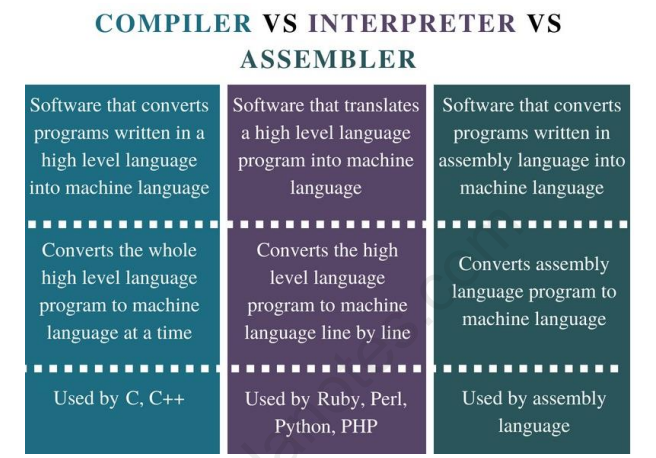 COMPILER VS INTERPRETER VS
ASSEMBLER
Software that converts
programs written in a
high level language
into machine language
Software that translates
a high level language
program into machine
language
Software that converts
programs written in
assembly language into
machine language
Converts the whole
high level language
program to machine
language at a time
Converts the high
level language
program to machine
language line by line
Converts assembly
language program to
machine language
Used by C, C++
Used by Ruby, Perl,
Python, PHP
Used by assembly
language